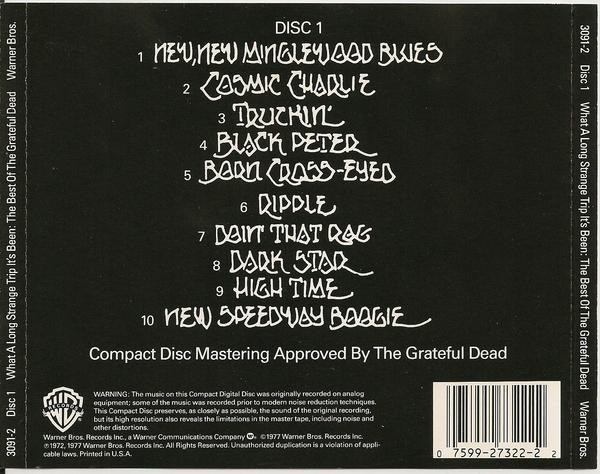 DISC 1
1 NEW, NEW MINGLEWOOD BLUES
2 COSMIC CHARLIE
3 TRUCKIN'
4 BLACK PETER
5 BORN CROSS-EYED
6 RIPPLE
7 DOIN' THAT RAG
8 DARK STAR
9 HIGH TIME
10 NEW SPEEDWAY BOOGIE
Compact Disc Mastering Approved By The Grateful Dead
WARNING: The music on this Compact Digital Disc was originally recorded on analog
equipment; some of the music was recorded prior to modern noise reduction techniques.
This Compact Disc preserves, as closely as possible, the sound of the original recording,
but its high resolution also reveals the limitations in the master tape, including noise and
other distortions.
Warner Bros. Records Inc., a Warner Communications Company ©1977 Warner Bros. Records Inc.
℗1972, 1977 Warner Bros. Records Inc. All Rights Reserved. Unauthorized duplication is a violation of appli-
cable laws. Printed in U.S.A.
WB
RECORDS
0 7599-27322-2 2
3091-2 Disc 1 What A Long Strange Trip It's Been: The Best Of The Grateful Dead Warner Bros.
3091-2 Disc 1 What A Long Strange Trip It's Been: The Best Of The Grateful Dead Warner Bros.